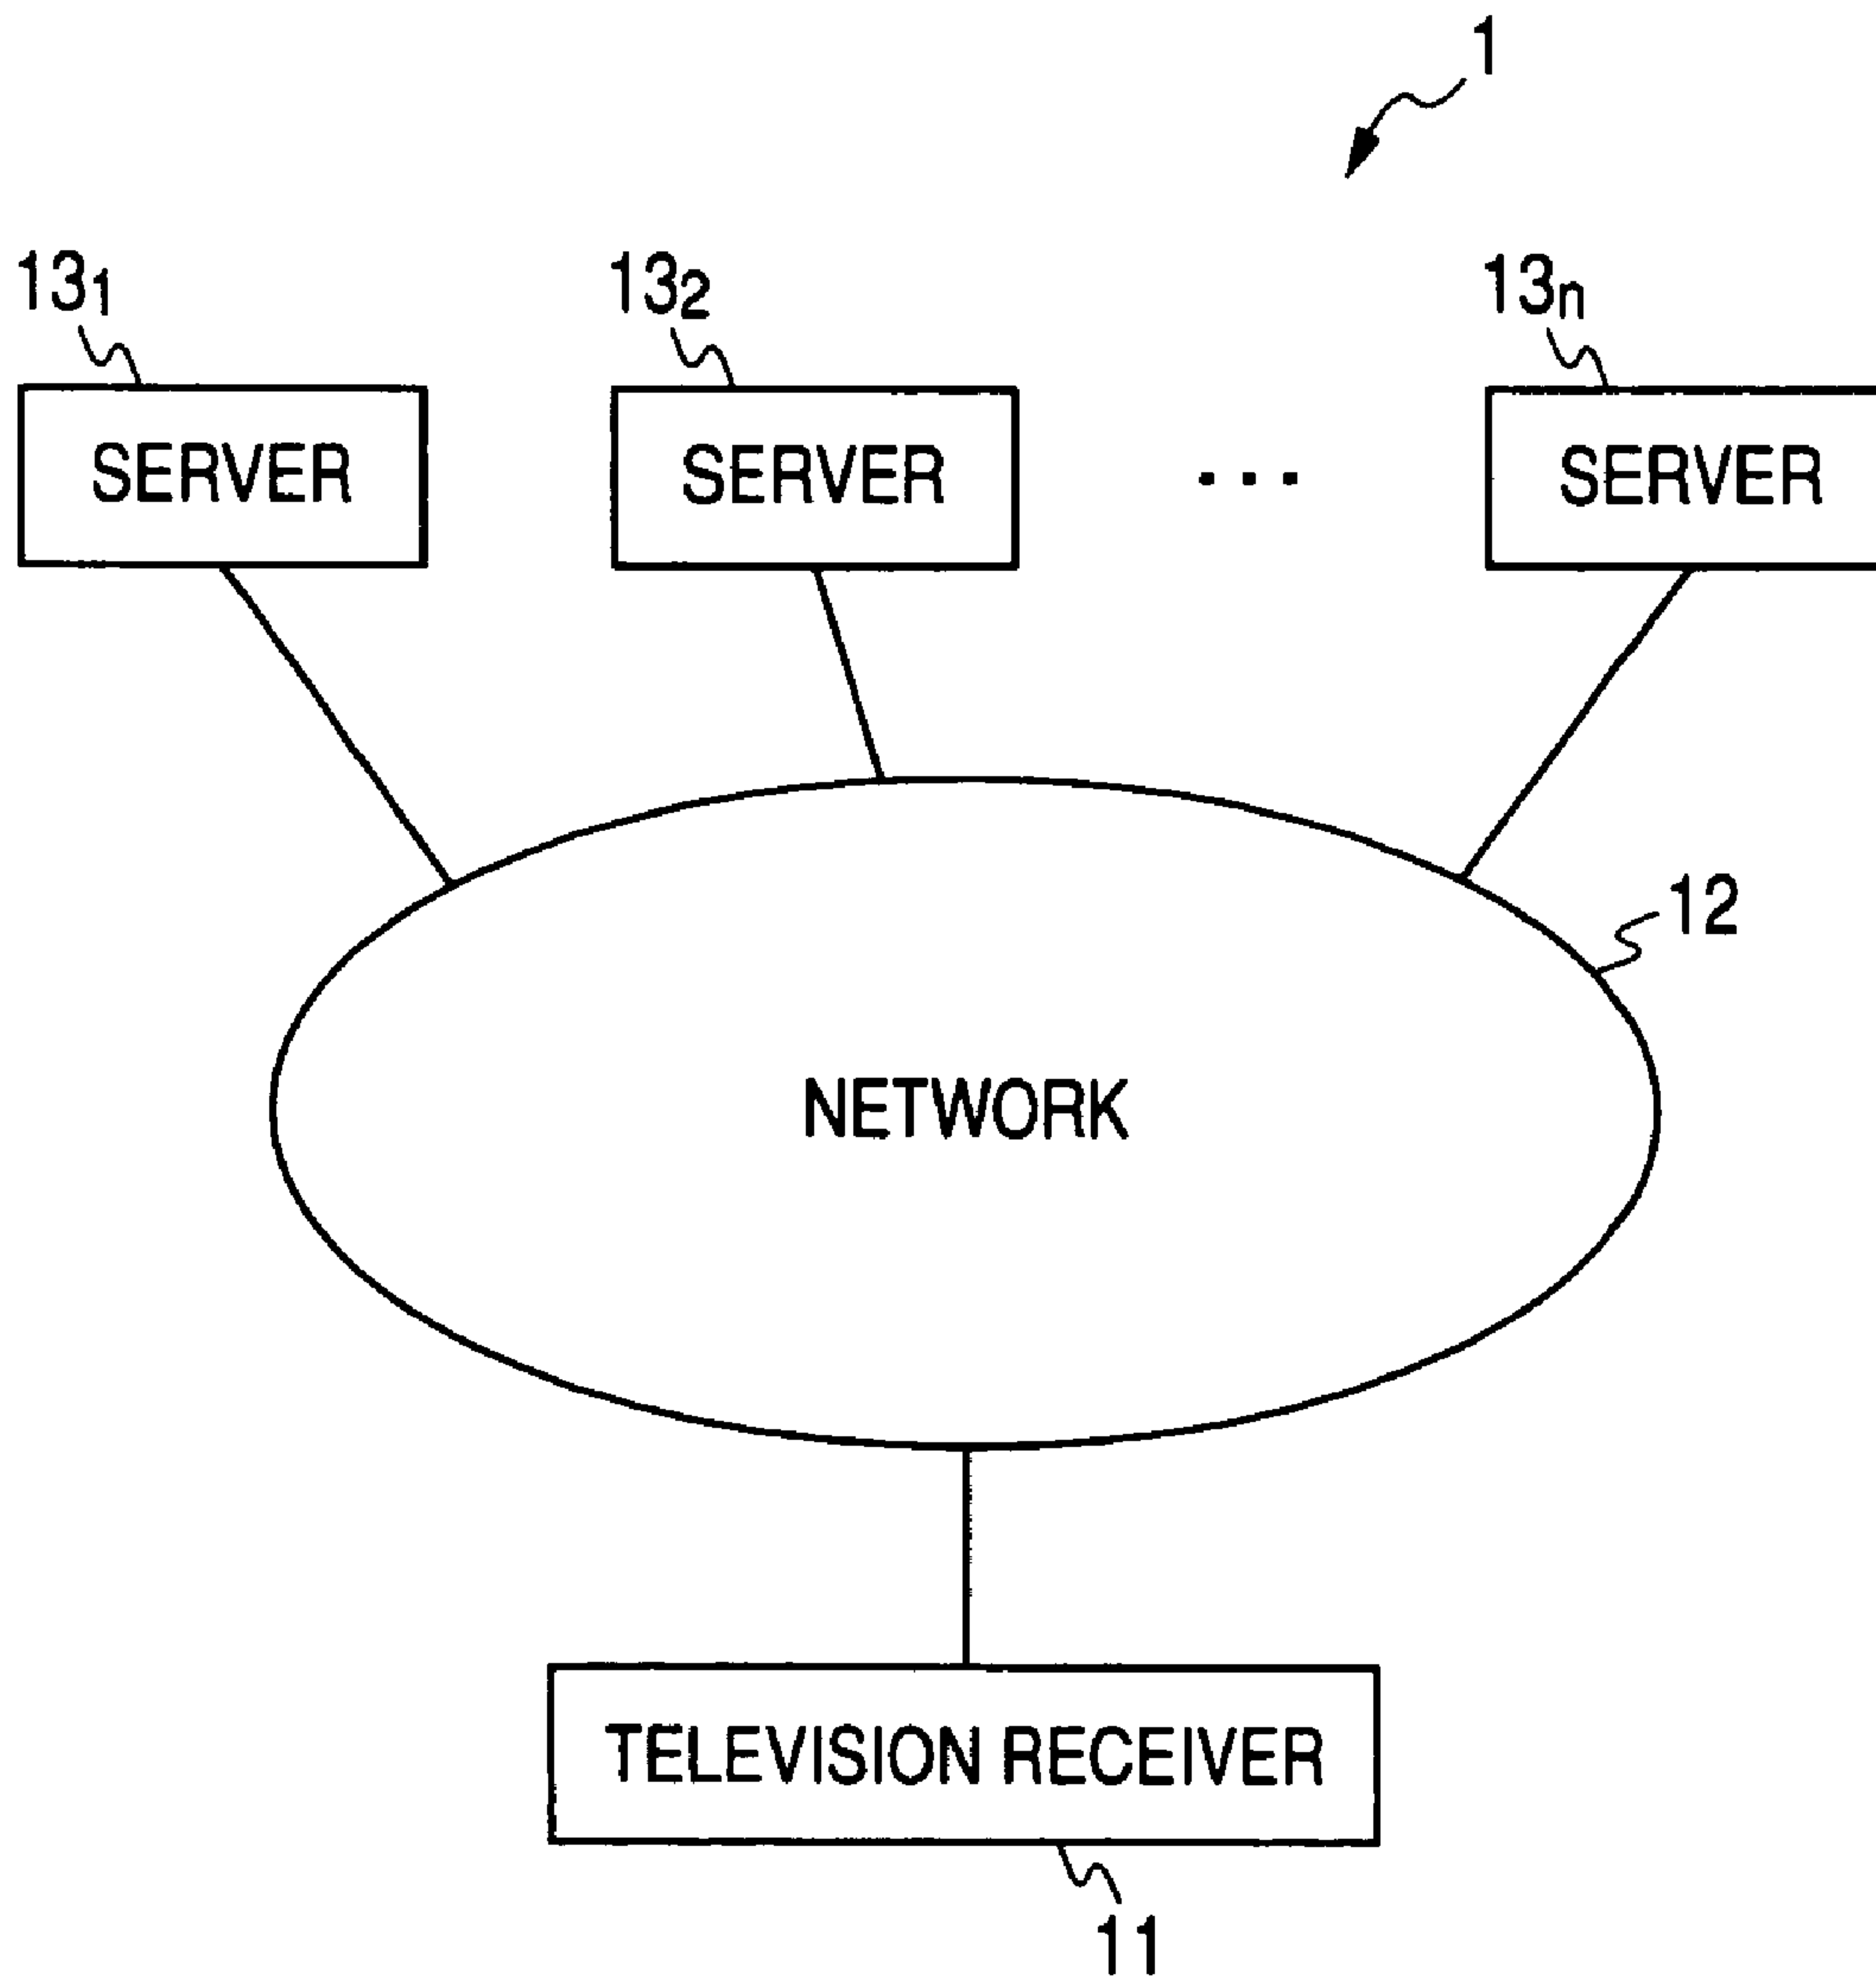 1
13₁ 13₂ 13ₙ
SERVER SERVER ... SERVER
12
NETWORK
TELEVISION RECEIVER
11